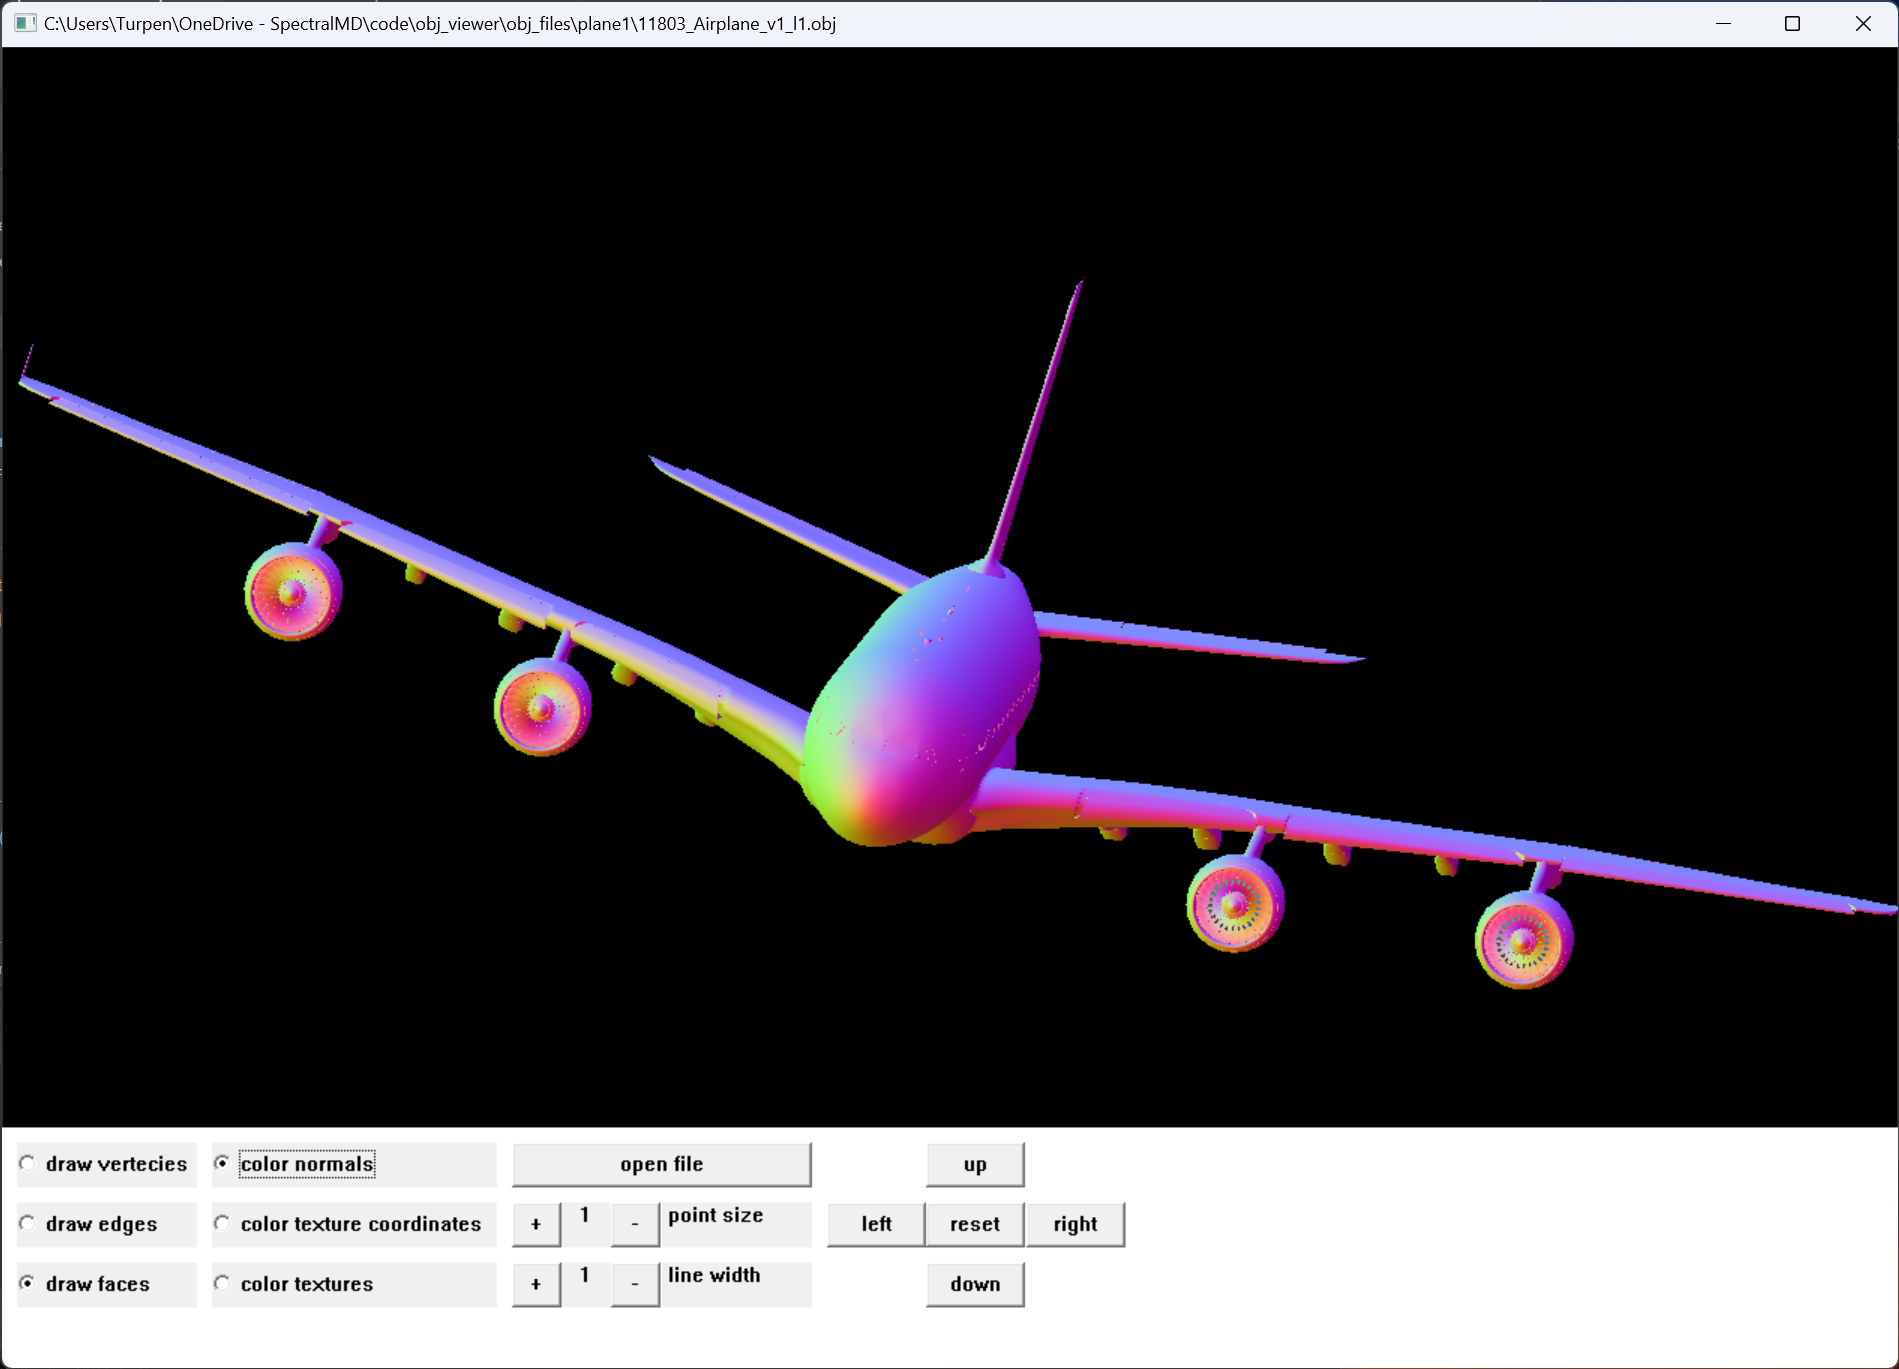 C:\Users\Turpen\OneDrive - SpectralMD\code\obj_viewer\obj_files\plane1\11803_Airplane_v1_l1.obj
draw vertecies color normals open file up
draw edges color texture coordinates + 1 - point size left reset right
draw faces color textures + 1 - line width down